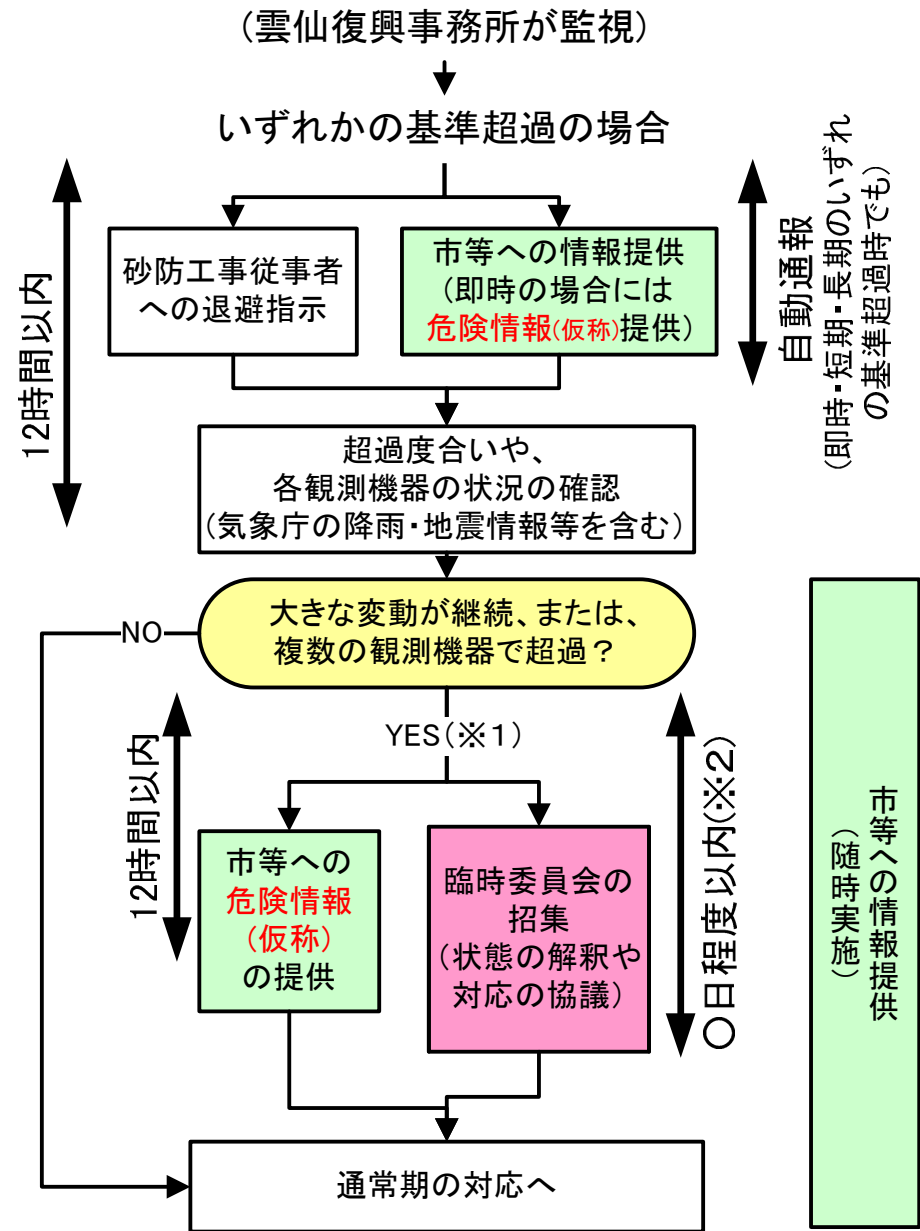 (雲仙復興事務所が監視)
いずれかの基準超過の場合
12時間以内
砂防工事従事者
への退避指示
市等への情報提供
(即時の場合には
危険情報(仮称)提供)
自動通報
(即時・短期・長期のいずれ
の基準超過時でも)
超過度合いや、
各観測機器の状況の確認
(気象庁の降雨・地震情報等を含む)
大きな変動が継続、または、
複数の観測機器で超過?
NO
YES(※1)
12時間以内
市等への
危険情報
(仮称)
の提供
臨時委員会の
招集
(状態の解釈や
対応の協議)
〇日程度以内(※2)
市等への情報提供
(随時実施)
通常期の対応へ